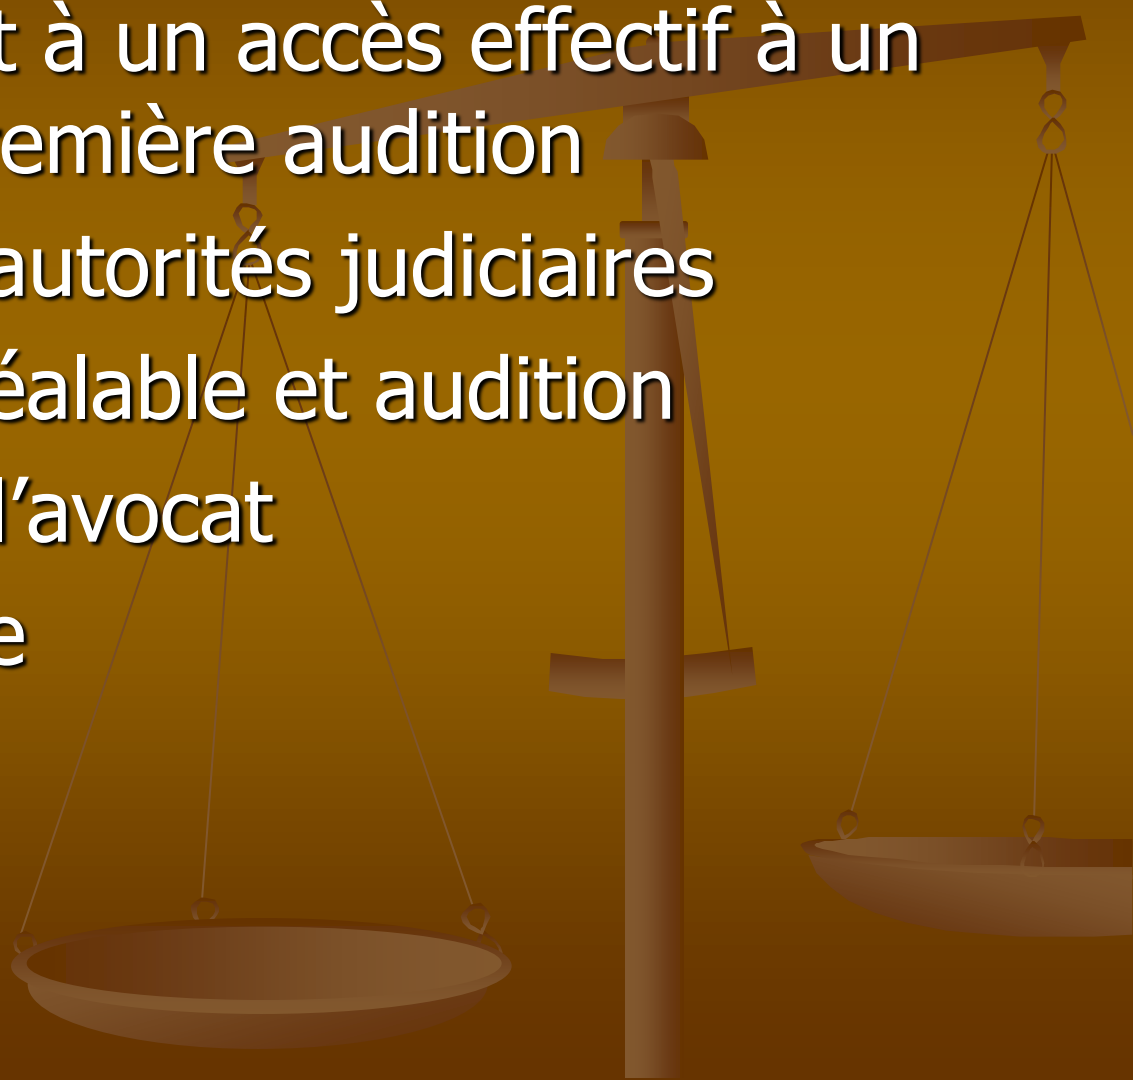 t à un accès effectif à un
emière audition
autorités judiciaires
éalable et audition
l’avocat
e